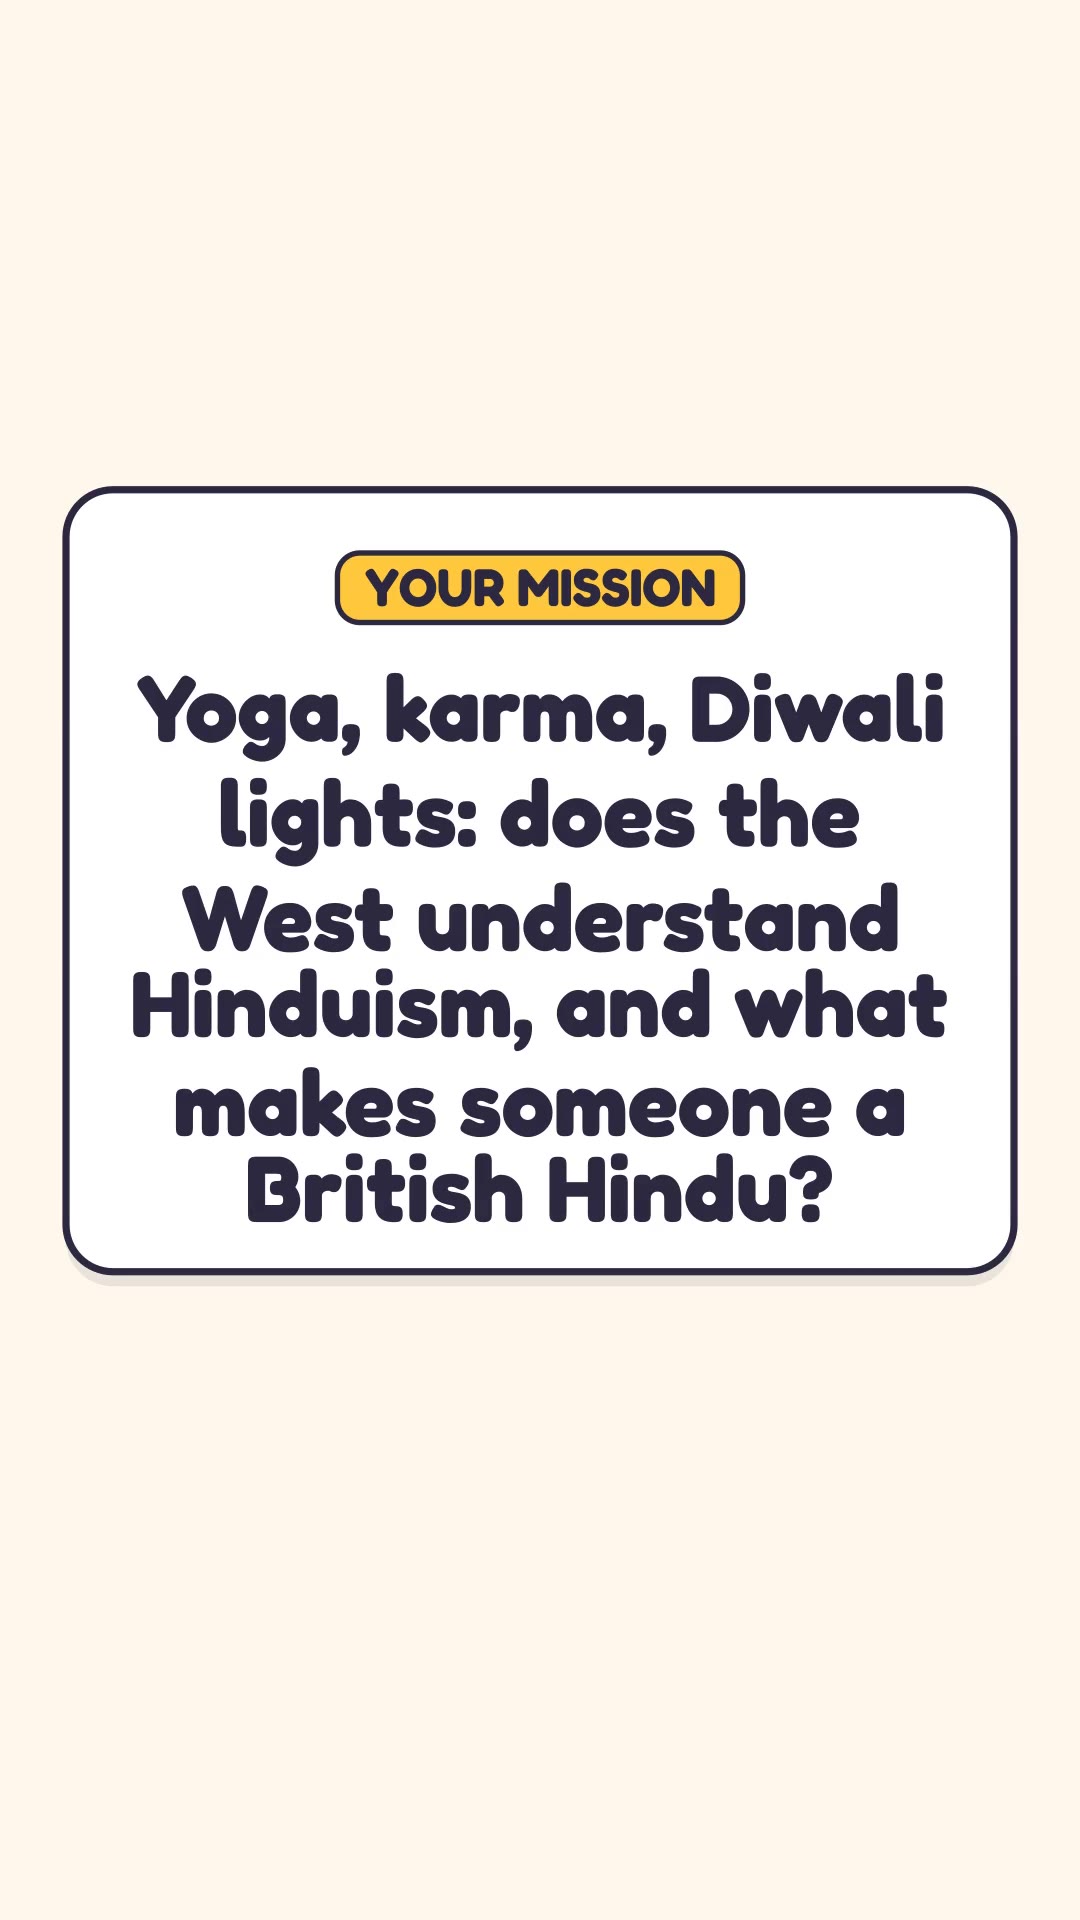 YOUR MISSION
Yoga, karma, Diwali
lights: does the
West understand
Hinduism, and what
makes someone a
British Hindu?